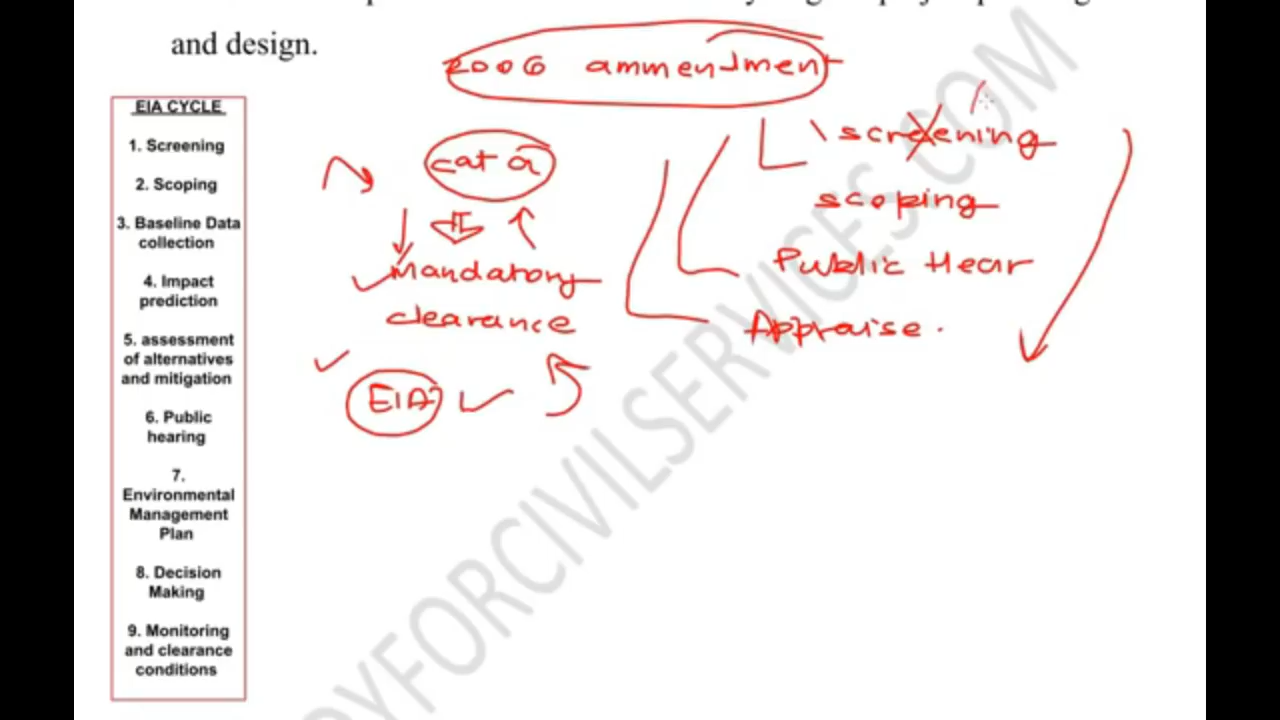 and design.
2006 ammendment
EIA CYCLE
1. Screening
2. Scoping
3. Baseline Data
collection
4. Impact
prediction
5. assessment
of alternatives
and mitigation
6. Public
hearing
7.
Environmental
Management
Plan
8. Decision
Making
9. Monitoring
and clearance
conditions
cat a
Mandatory
clearance
EIA
screening
scoping
Public Hear
Appraise.
YFORCIVILSERVICES.COM